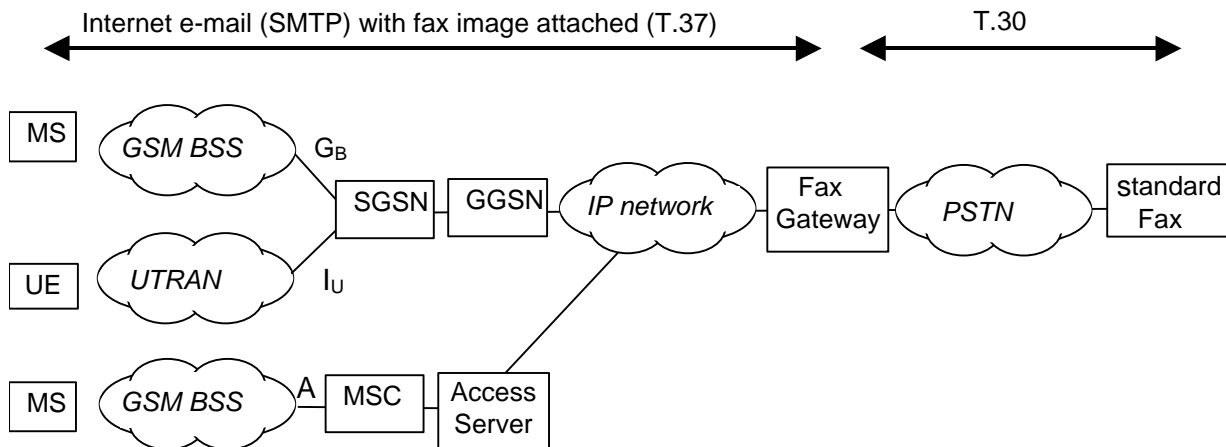 Internet e-mail (SMTP) with fax image attached (T.37)
T.30
MS
GSM BSS
GB
SGSN
GGSN
IP network
Fax
Gateway
PSTN
standard
Fax
UE
UTRAN
IU
MS
GSM BSS
A
MSC
Access
Server